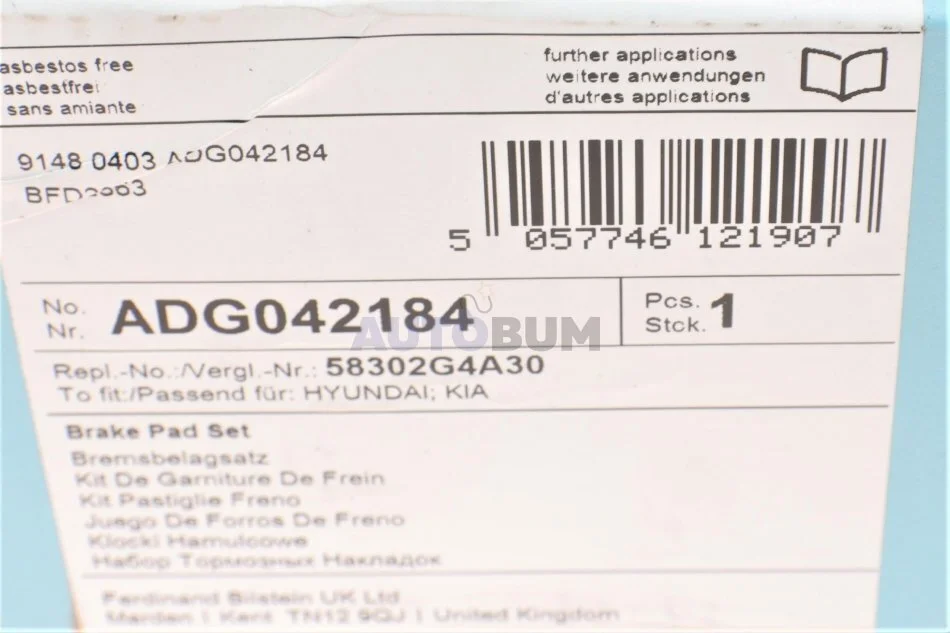 asbestos free
asbestfrei
sans amiante
further applications
weitere anwendungen
d'autres applications
9148 0403 ADG042184
5 057746 121907
No.
Nr.
ADG042184
Pcs.
Stck.
1
AUTOBUM
Repl.-No.:/Vergl.-Nr.: 58302G4A30
To fit:/Passend für: HYUNDAI; KIA
Brake Pad Set
Bremsbelagsatz
Kit De Garniture De Frein
Kit Pastiglie Freno
Juego De Forros De Freno
Klocki Hamulcowe
Набор Тормозных Накладок
Ferdinand Bilstein UK Ltd
Marden | Kent TN12 9QJ | United Kingdom